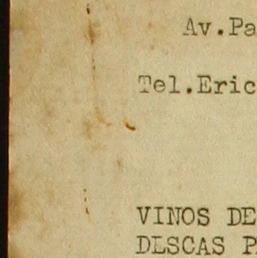 Av.Pa
Tel.Eric
VINOS DE
DLSCAS P